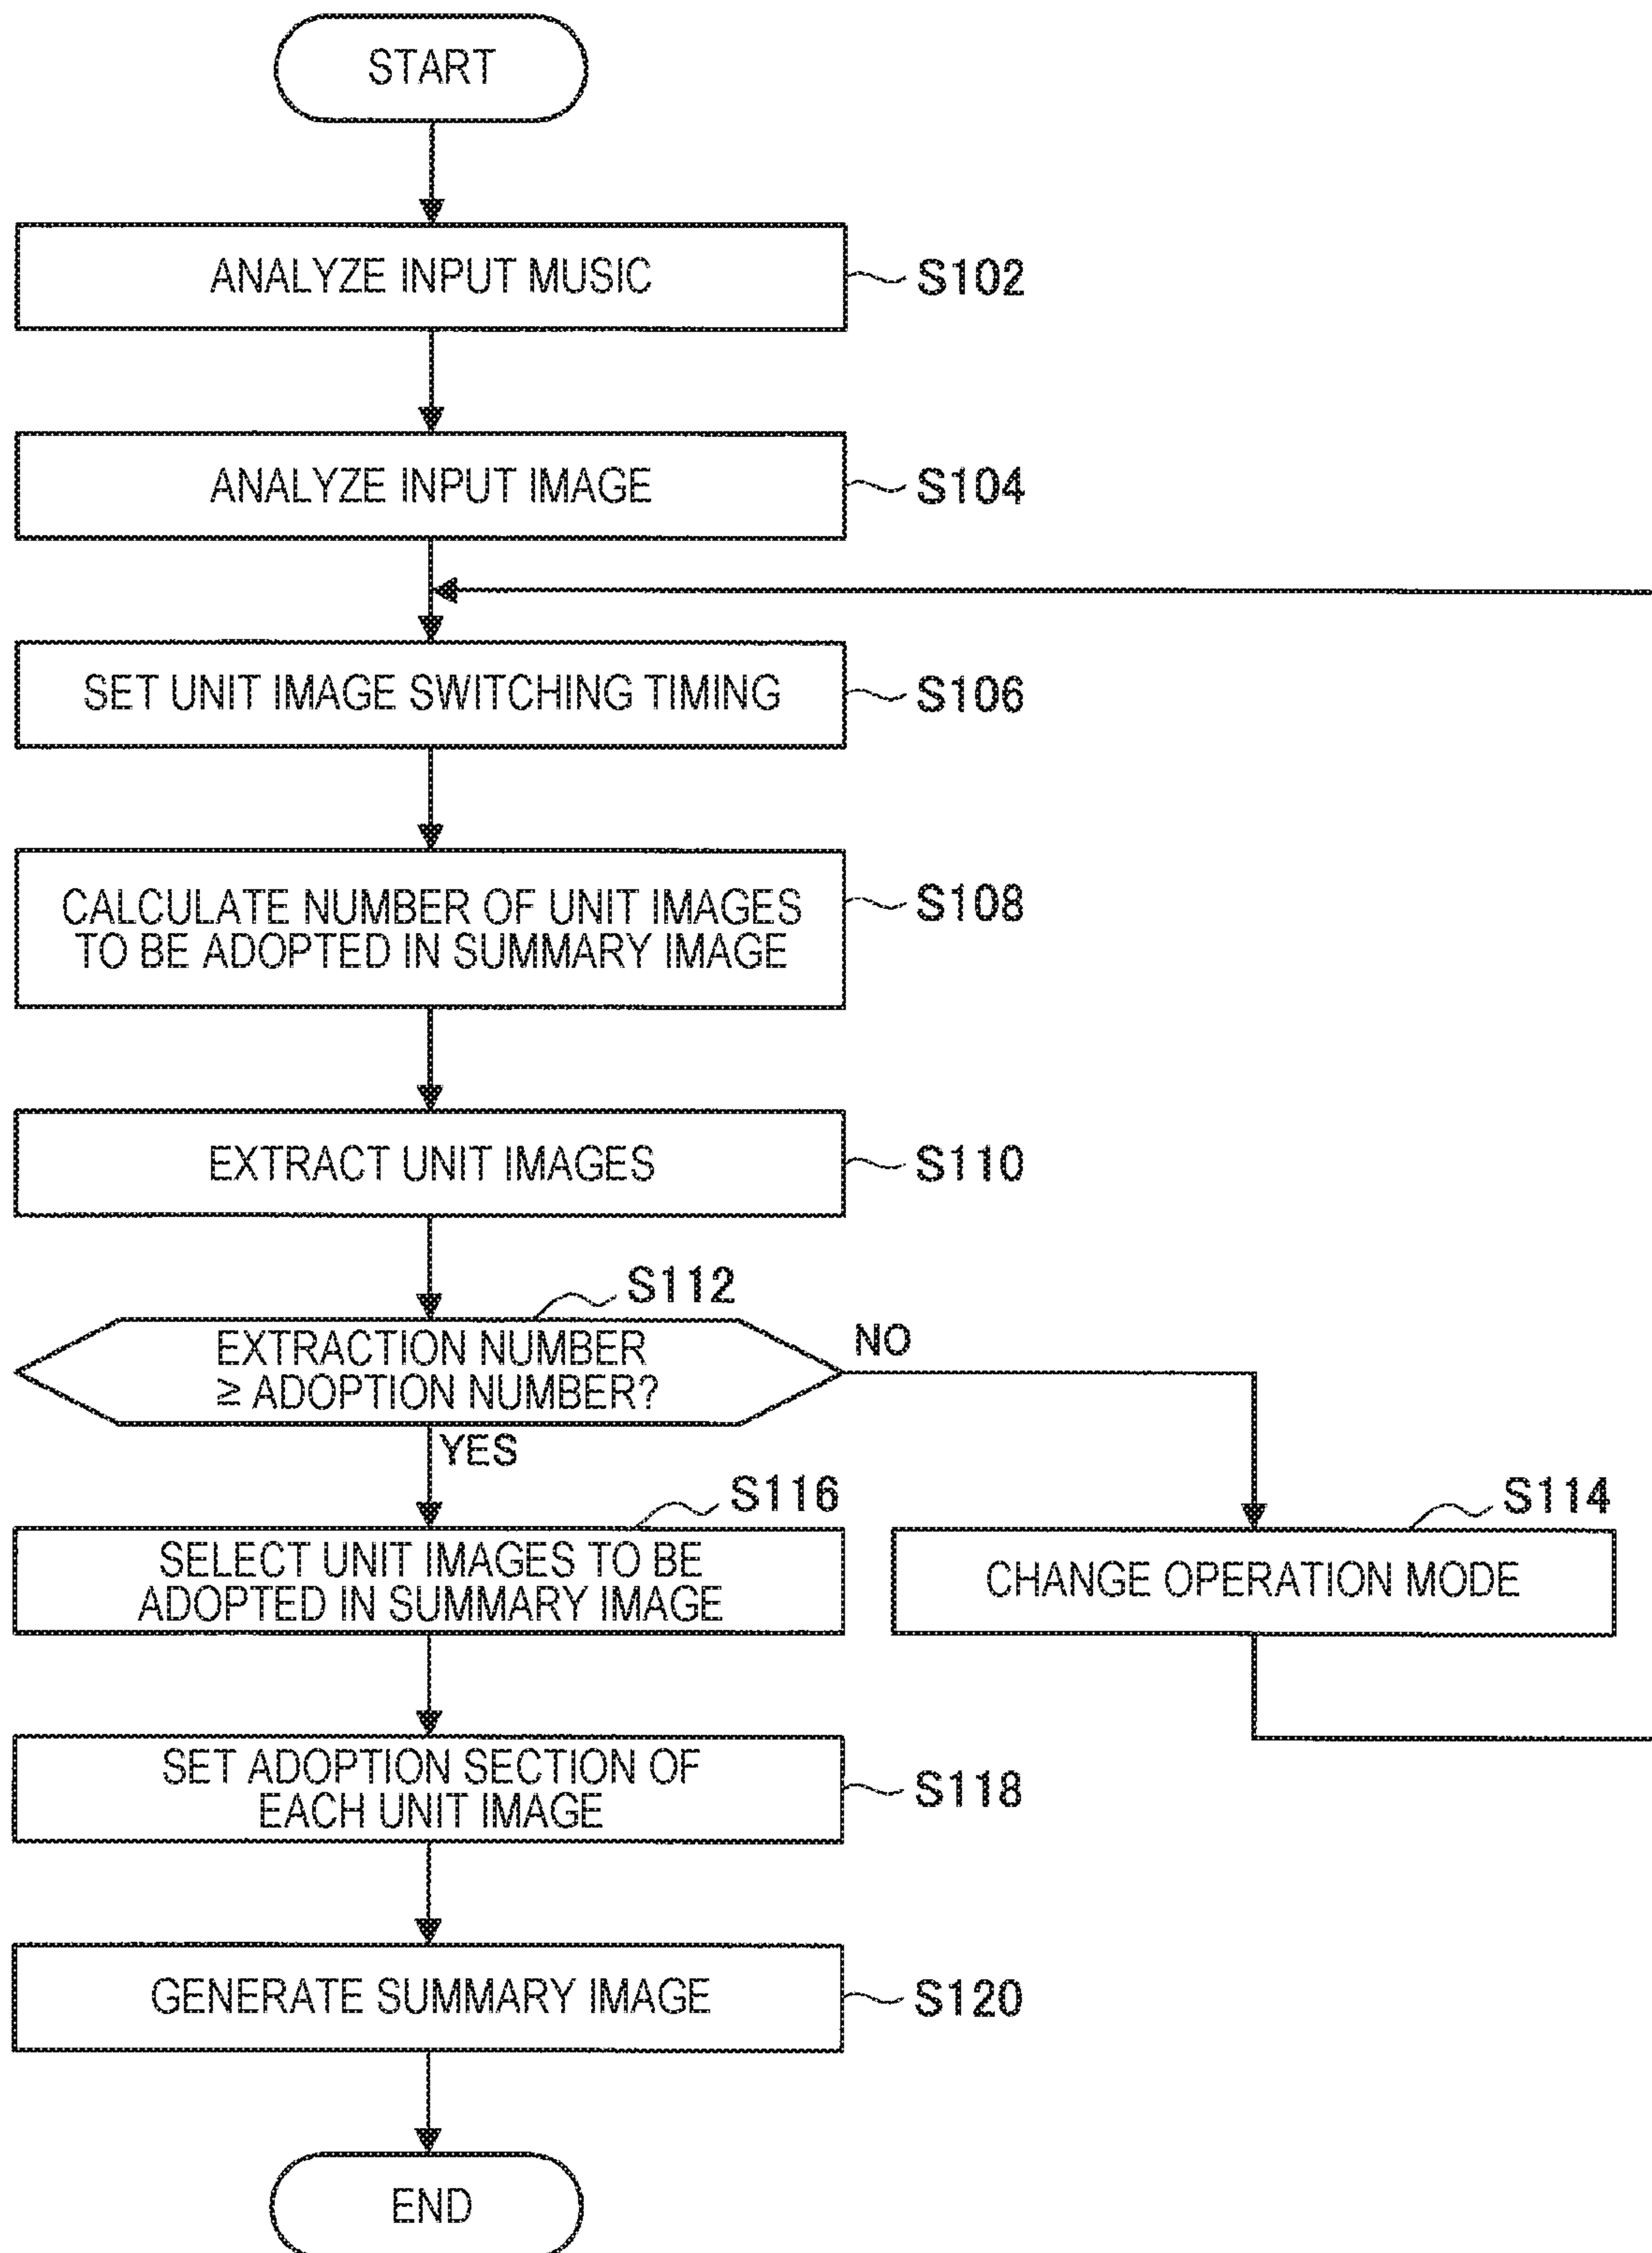 START
ANALYZE INPUT MUSIC
S102
ANALYZE INPUT IMAGE
S104
SET UNIT IMAGE SWITCHING TIMING
S106
CALCULATE NUMBER OF UNIT IMAGES
TO BE ADOPTED IN SUMMARY IMAGE
S108
EXTRACT UNIT IMAGES
S110
S112
EXTRACTION NUMBER
≥ ADOPTION NUMBER?
NO
YES
S116
SELECT UNIT IMAGES TO BE
ADOPTED IN SUMMARY IMAGE
S114
CHANGE OPERATION MODE
SET ADOPTION SECTION OF
EACH UNIT IMAGE
S118
GENERATE SUMMARY IMAGE
S120
END